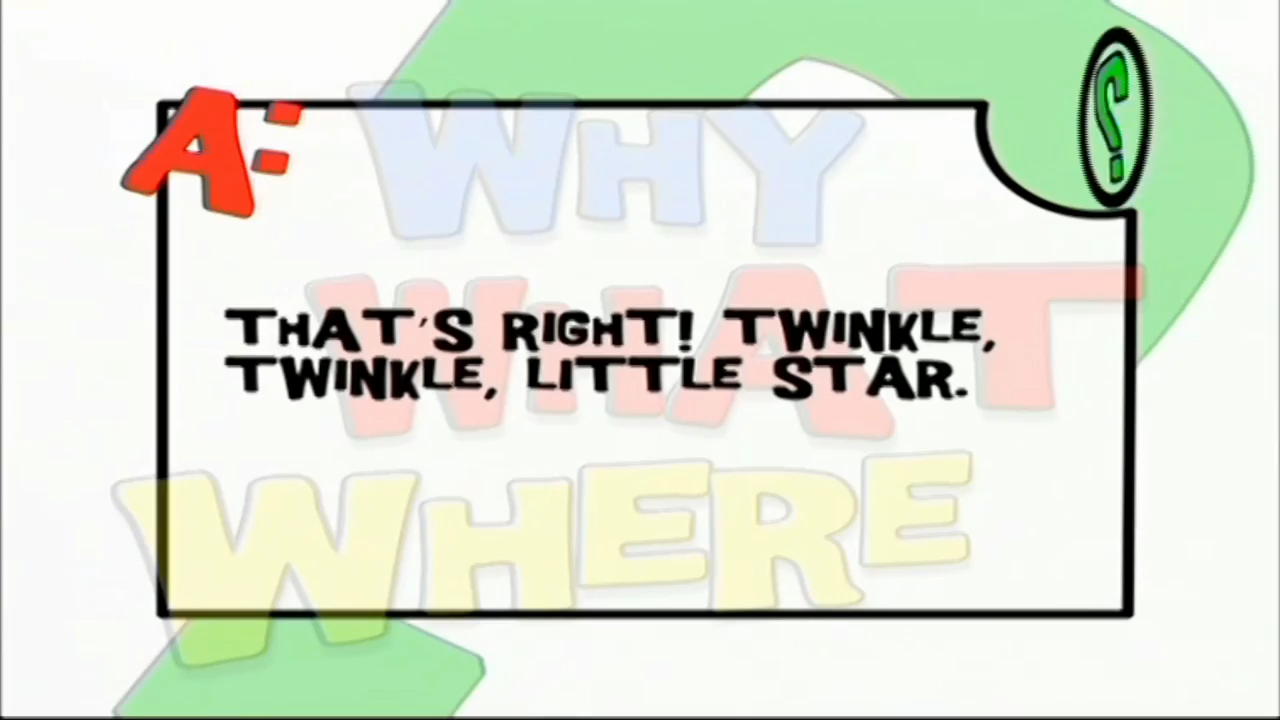 A:
?
WHY
WHAT
THAT'S RIGHT! TWINKLE,
TWINKLE, LITTLE STAR.
WHERE